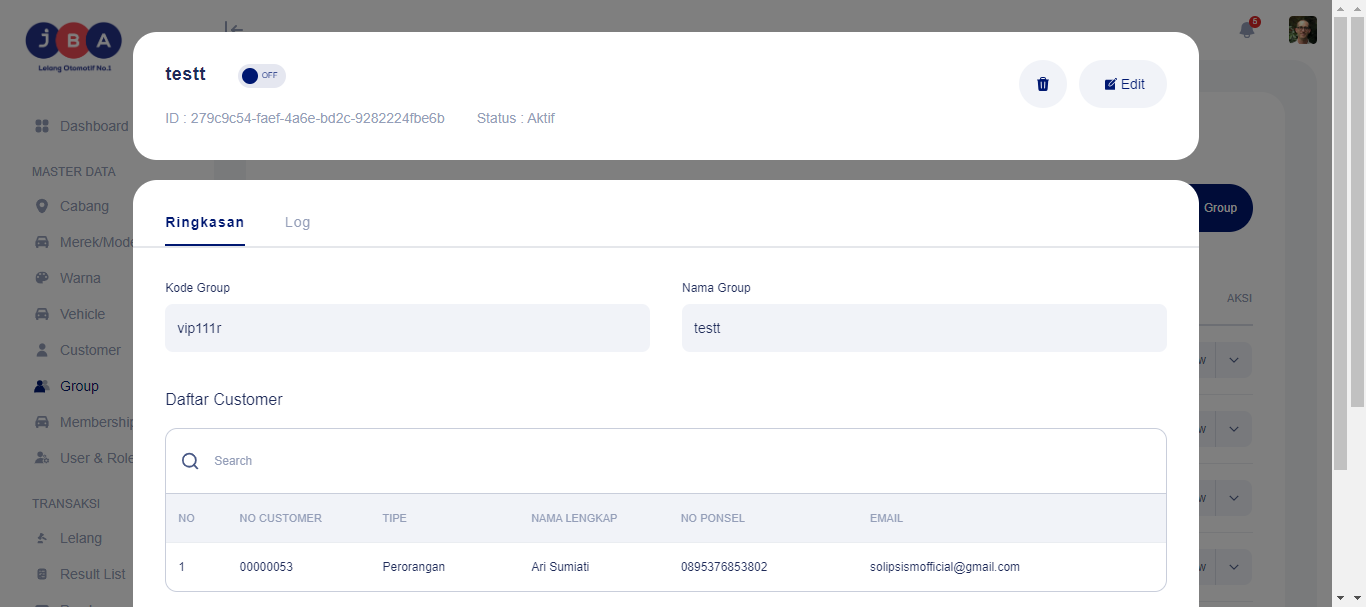 JBA
Lelang Otomotif No.1
5
testt
OFF
Edit
ID : 279c9c54-faef-4a6e-bd2c-9282224fbe6b
Status : Aktif
Dashboard
MASTER DATA
Cabang
Merek/Mode
Warna
Vehicle
Customer
Group
Membership
User & Role
TRANSAKSI
Lelang
Result List
Group
AKSI
w
w
w
w
Ringkasan
Log
Kode Group
Nama Group
vip111r
testt
Daftar Customer
Search
NO NO CUSTOMER TIPE NAMA LENGKAP NO PONSEL EMAIL
1 00000053 Perorangan Ari Sumiati 0895376853802 solipsismofficial@gmail.com